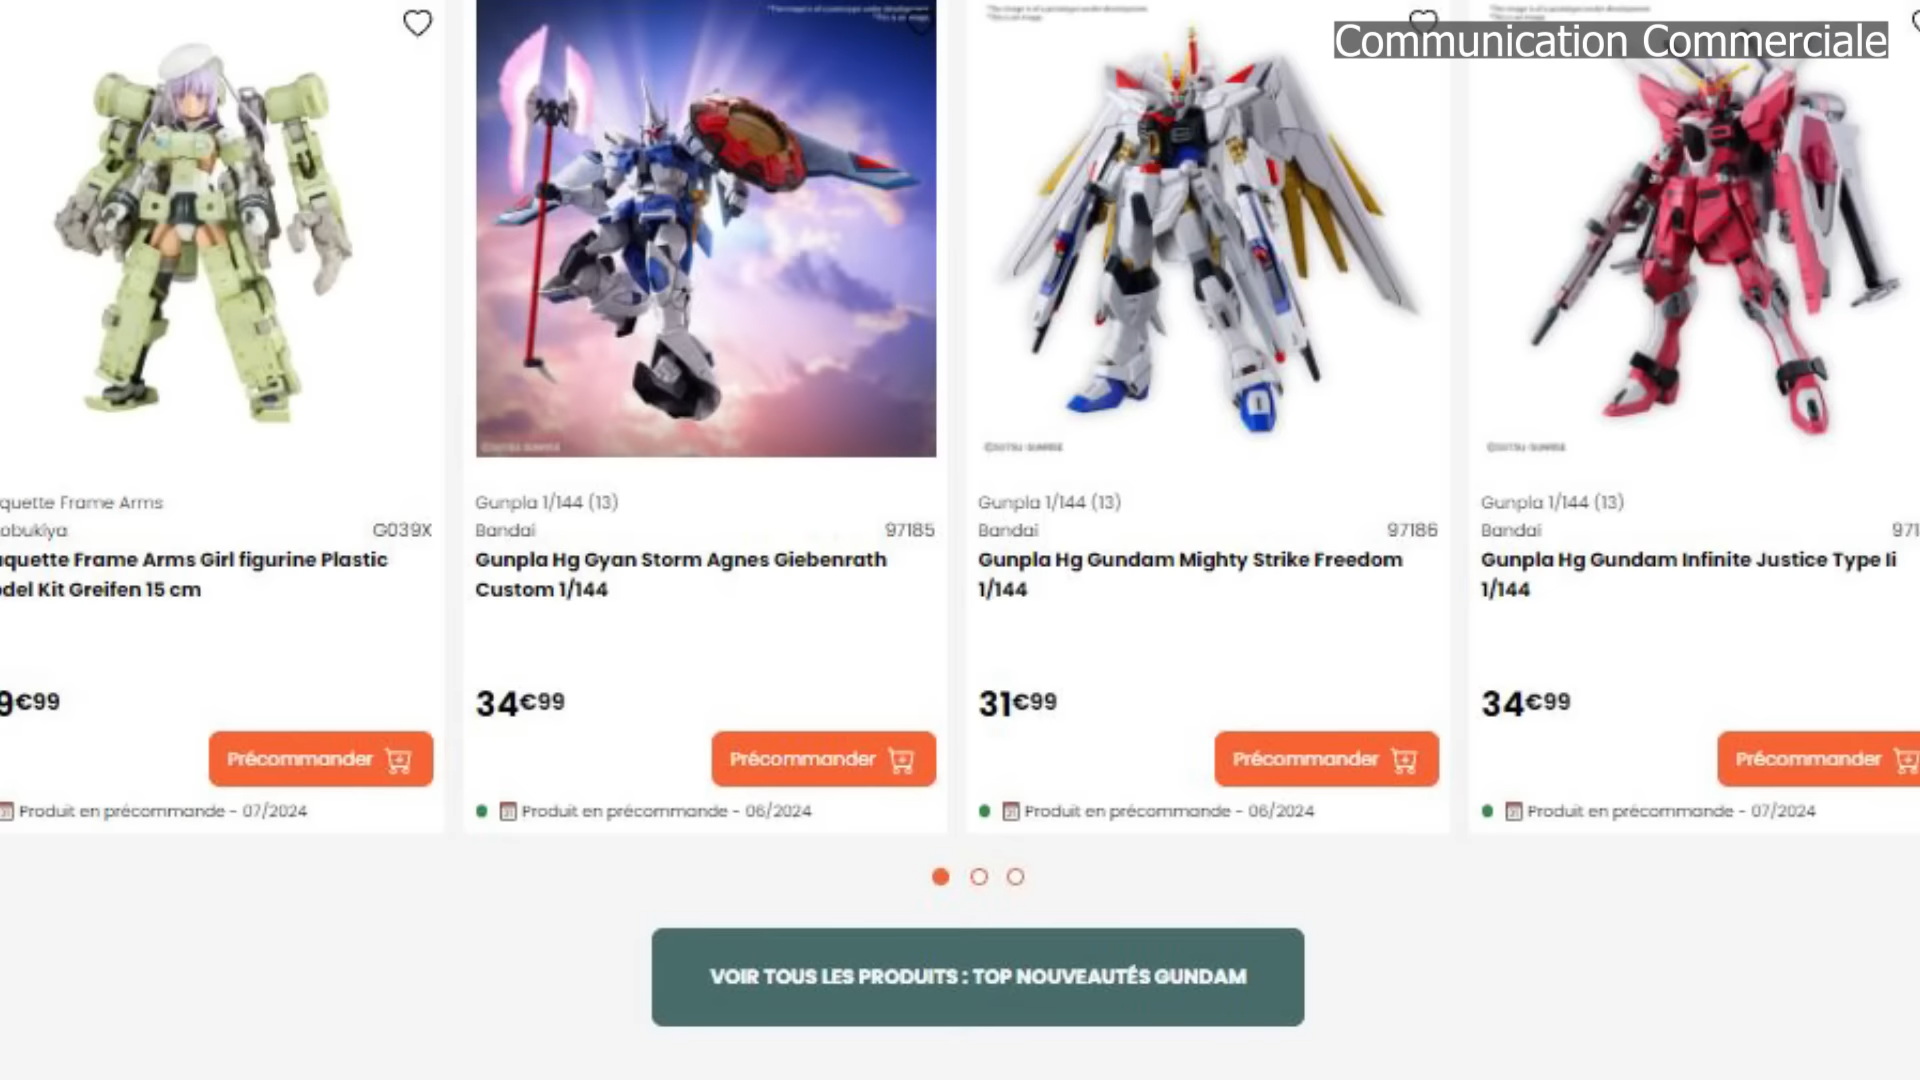 Communication Commerciale
quette Frame Arms
obukiya
G039X
quette Frame Arms Girl figurine Plastic
del Kit Greifen 15 cm
9€99
Précommander
Produit en précommande - 07/2024
Gunpla 1/144 (13)
Bandai
97185
Gunpla Hg Gyan Storm Agnes Giebenrath
Custom 1/144
34€99
Précommander
Produit en précommande - 06/2024
Gunpla 1/144 (13)
Bandai
97186
Gunpla Hg Gundam Mighty Strike Freedom
1/144
31€99
Précommander
Produit en précommande - 06/2024
Gunpla 1/144 (13)
Bandai
971
Gunpla Hg Gundam Infinite Justice Type Ii
1/144
34€99
Précommander
Produit en précommande - 07/2024
VOIR TOUS LES PRODUITS : TOP NOUVEAUTÉS GUNDAM